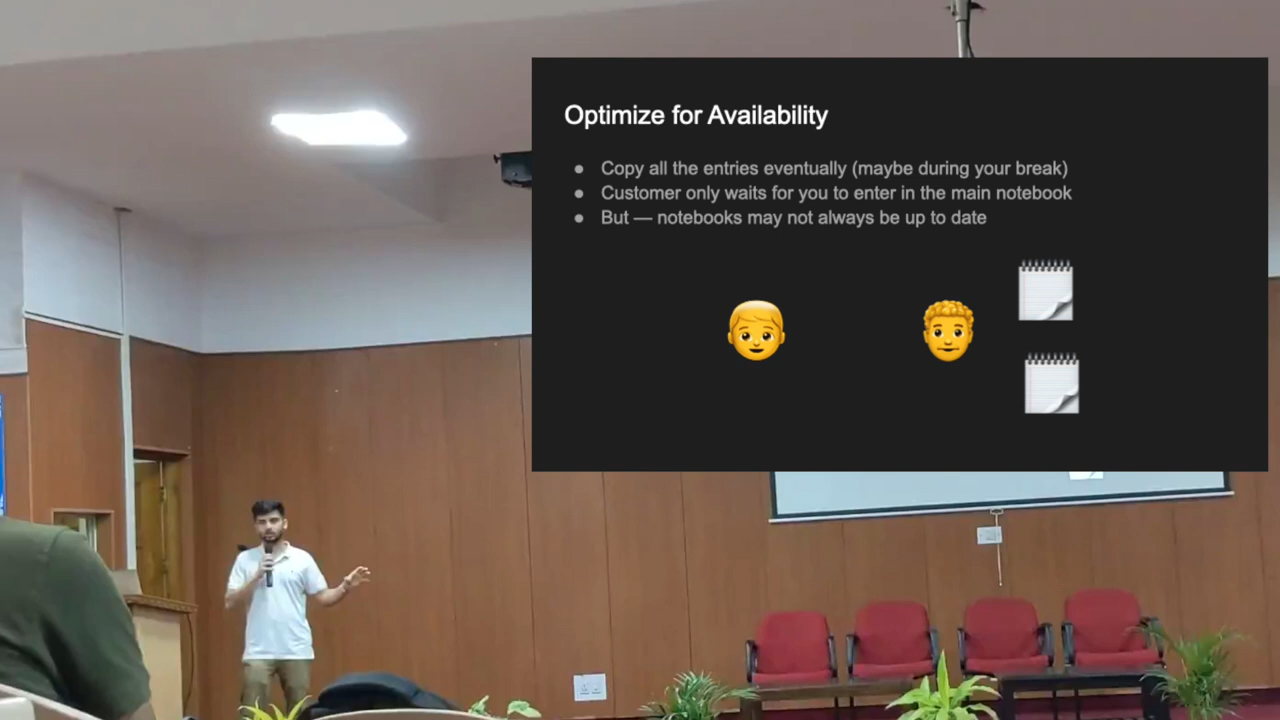 Optimize for Availability
● Copy all the entries eventually (maybe during your break)
● Customer only waits for you to enter in the main notebook
● But — notebooks may not always be up to date